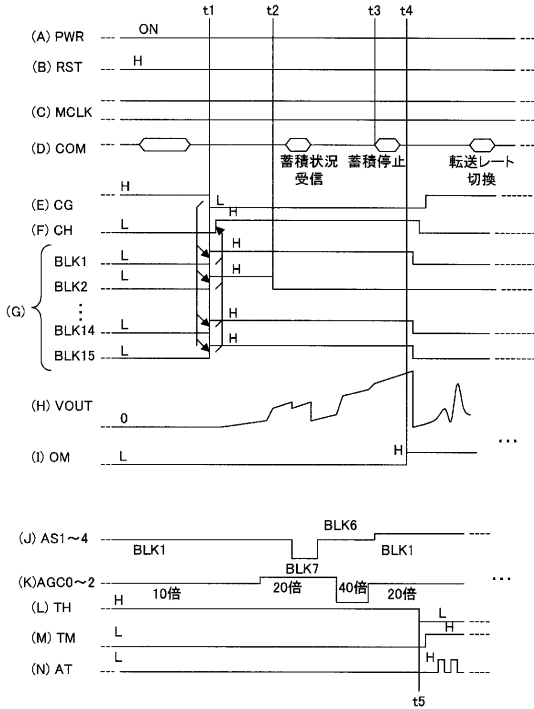 t1 t2 t3 t4
(A) PWR ON
(B) RST H
(C) MCLK
(D) COM
蓄積状況
受信
蓄積停止
転送レート
切換
(E) CG H L
(F) CH L H
(G)
BLK1 L H
BLK2 L H
⋮
BLK14 L H
BLK15 L H
(H) VOUT 0
(I) OM L H
…
(J) AS1〜4 BLK1 BLK7 BLK6 BLK1
(K)AGC0〜2 10倍 20倍 40倍 20倍
…
(L) TH H L
(M) TM L H
(N) AT L H
t5